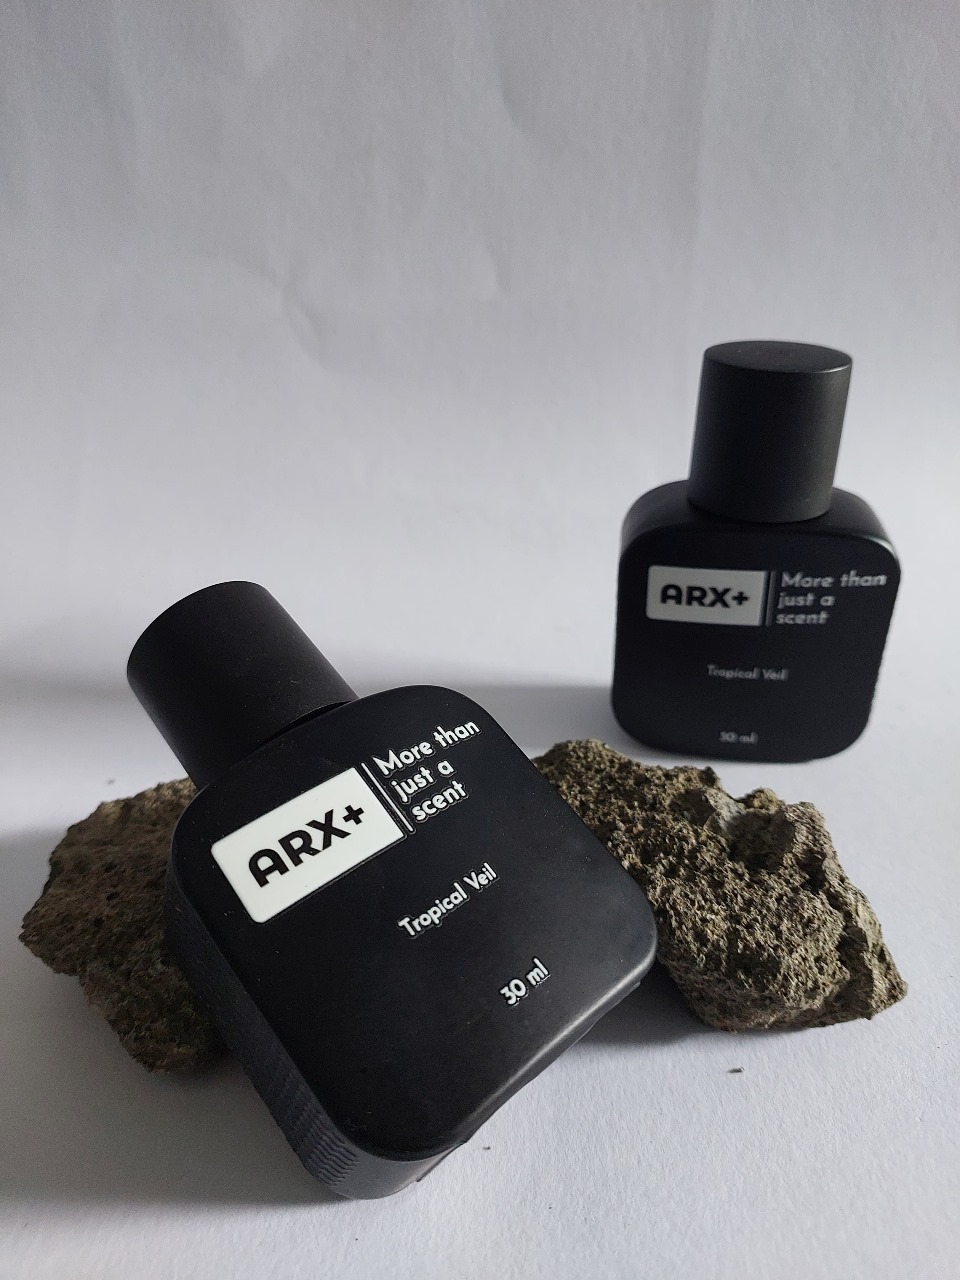 ARX+
More than
just a
scent
Tropical Veil
30 ml
ARX+
More than
just a
scent
Tropical Veil
30 ml